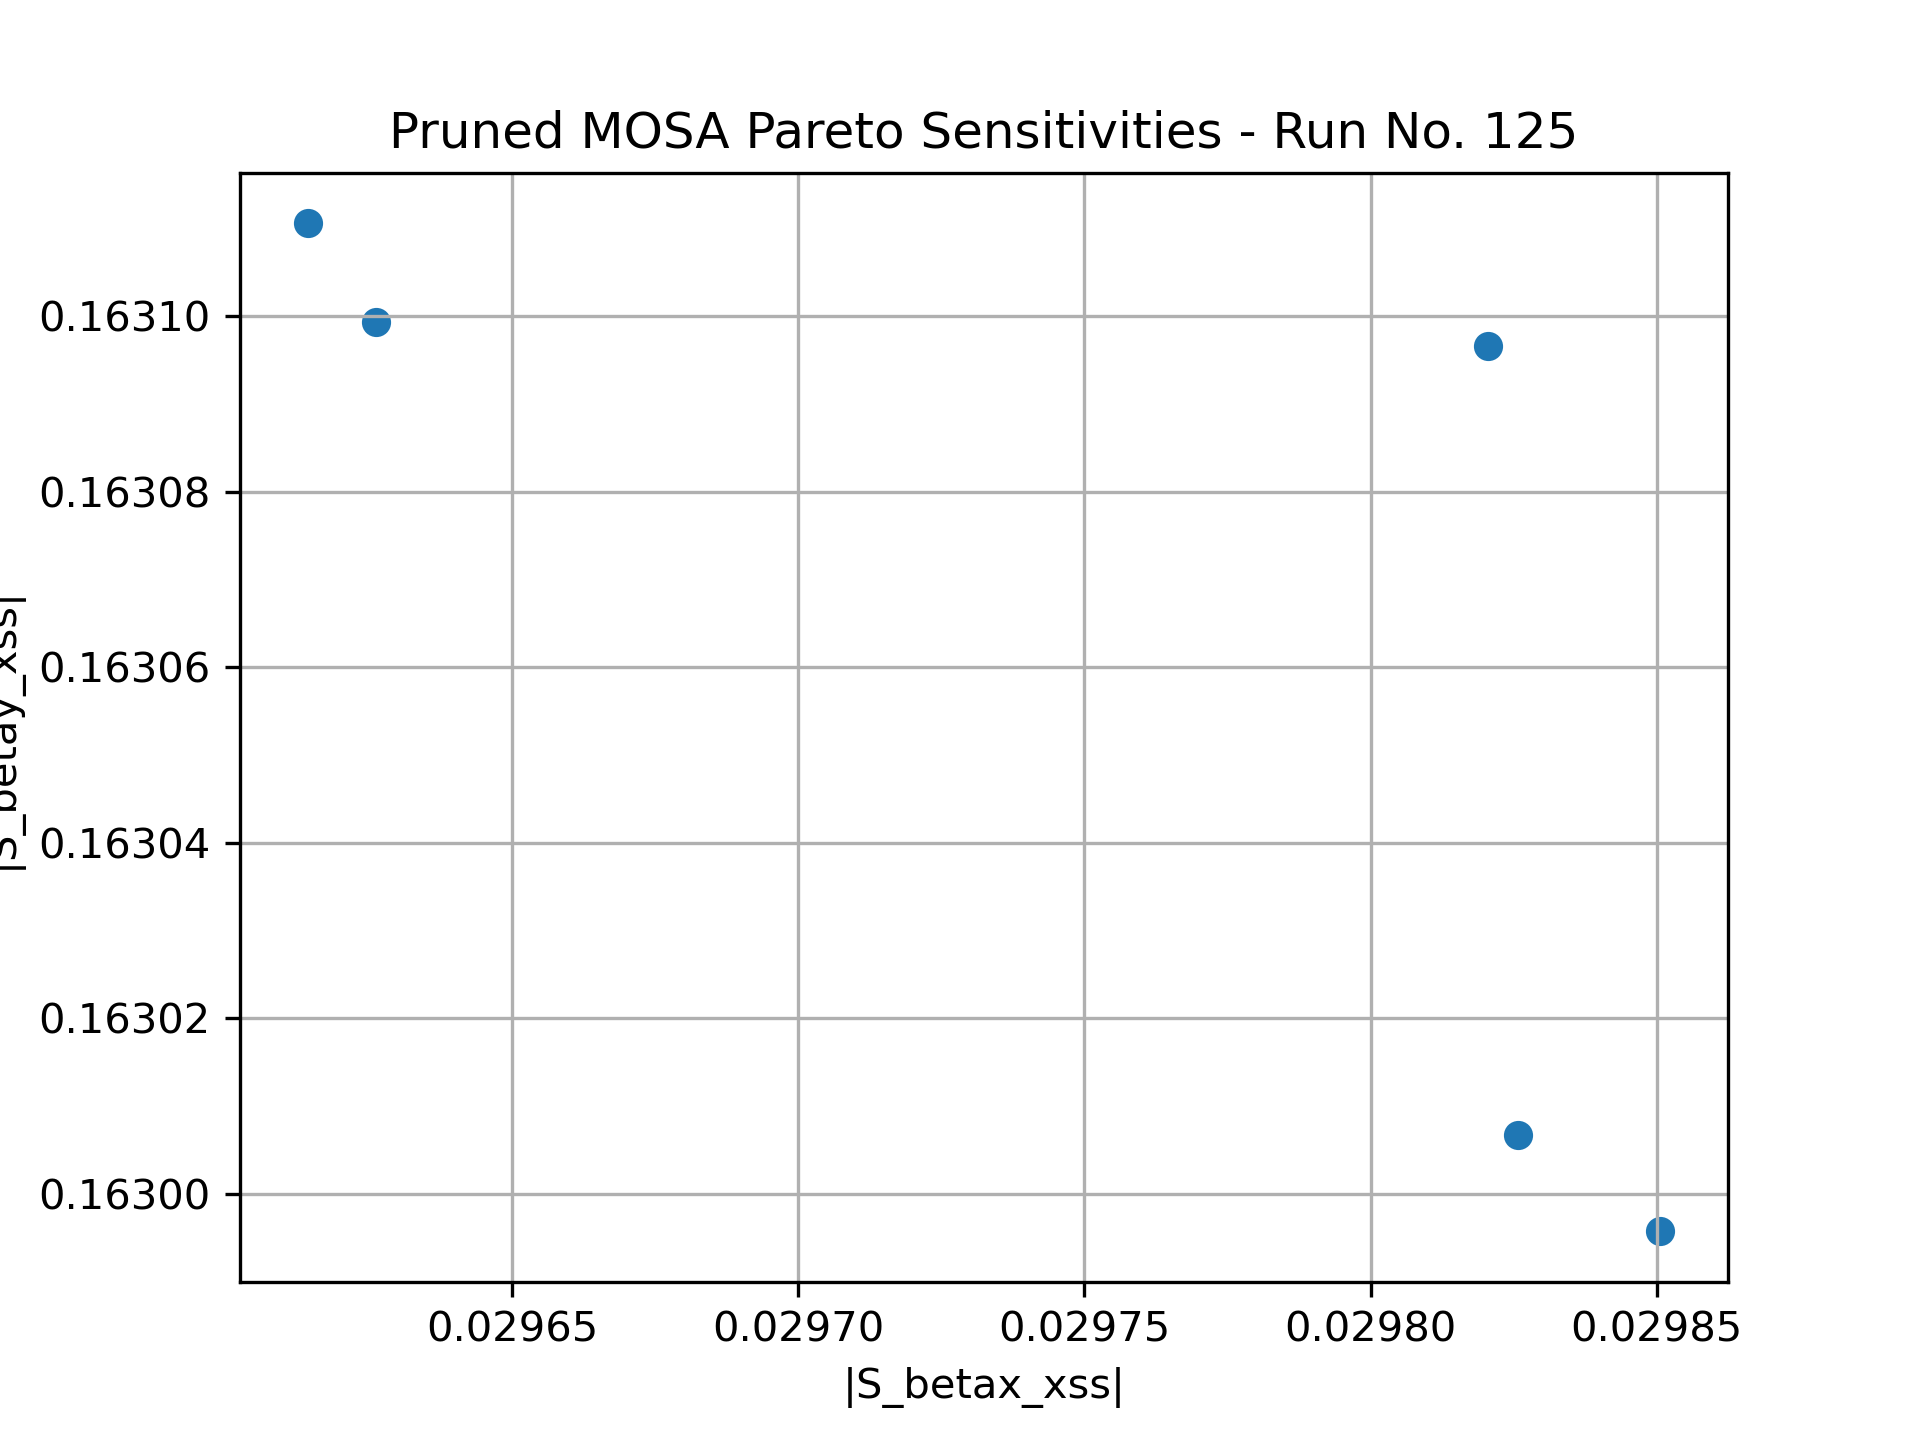 Pruned MOSA Pareto Sensitivities - Run No. 125
0.16310
0.16308
0.16306
0.16304
0.16302
0.16300
|S_betay_xss|
0.02965 0.02970 0.02975 0.02980 0.02985
|S_betax_xss|